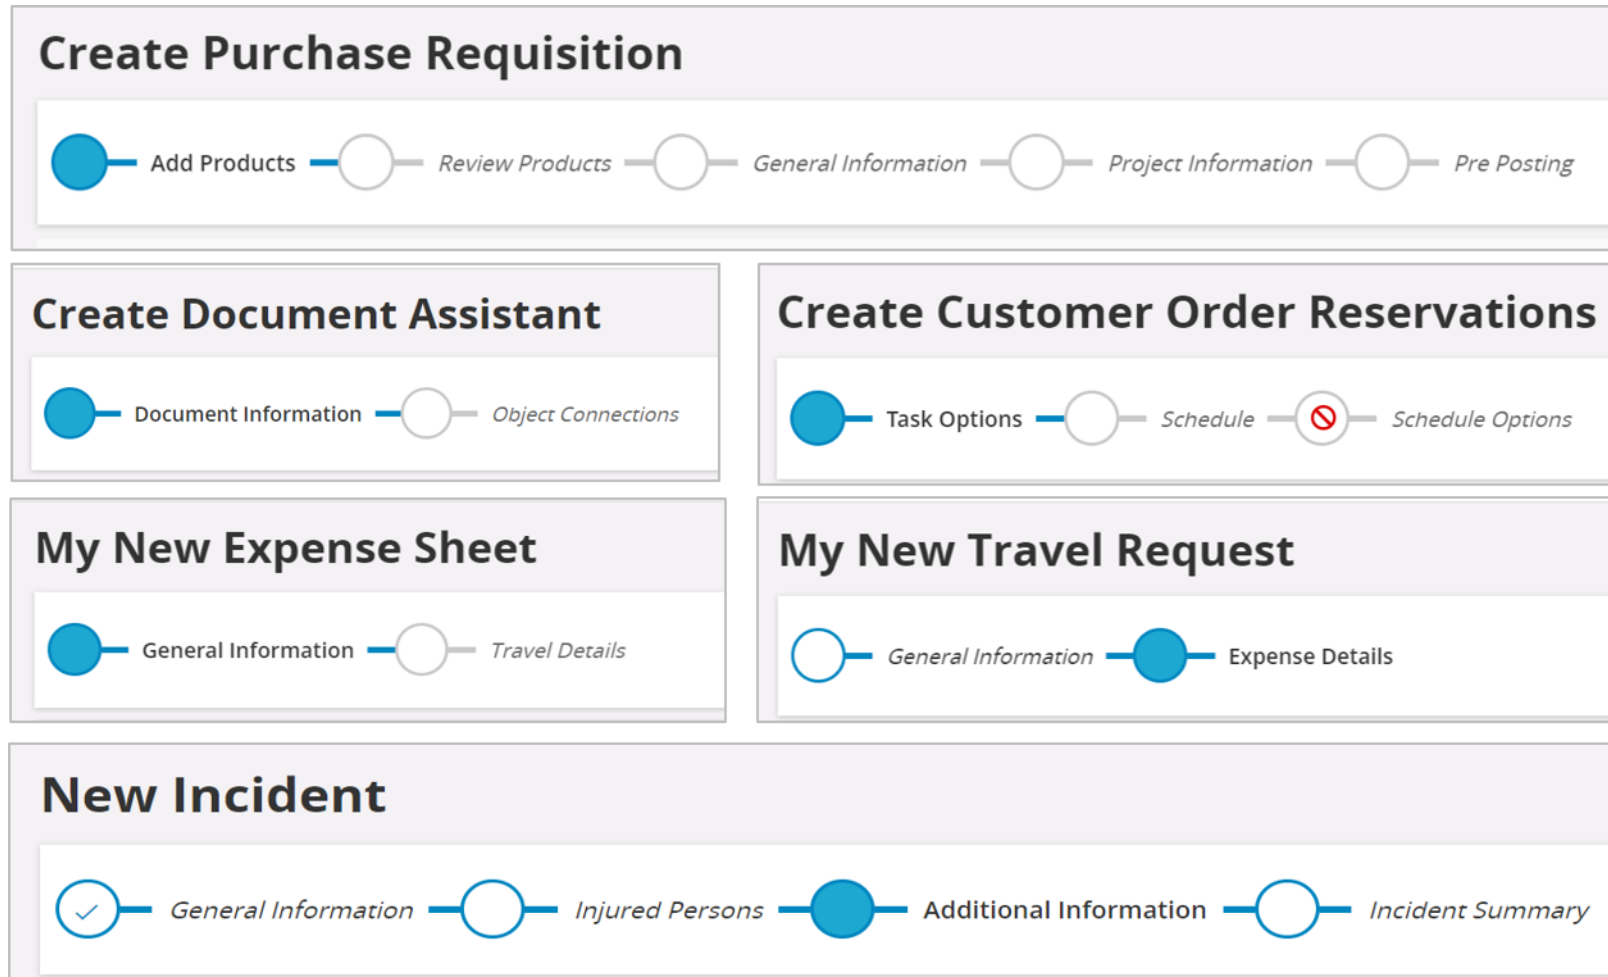 Create Purchase Requisition
Add Products Review Products General Information Project Information Pre Posting
Create Document Assistant
Document Information Object Connections
Create Customer Order Reservations
Task Options Schedule Schedule Options
My New Expense Sheet
General Information Travel Details
My New Travel Request
General Information Expense Details
New Incident
General Information Injured Persons Additional Information Incident Summary